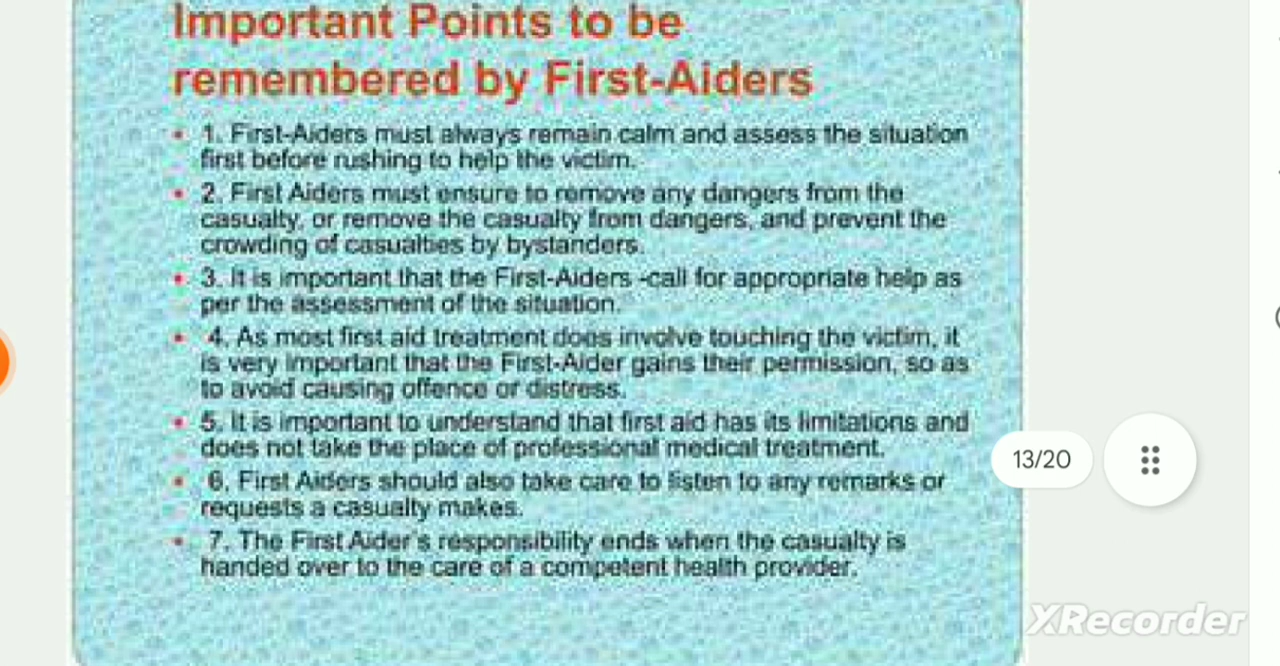 Important Points to be
remembered by First-Aiders
• 1. First-Aiders must always remain calm and assess the situation
first before rushing to help the victim.
• 2. First Aiders must ensure to remove any dangers from the
casualty, or remove the casualty from dangers, and prevent the
crowding of casualties by bystanders.
• 3. It is important that the First-Aiders -call for appropriate help as
per the assessment of the situation.
• 4. As most first aid treatment does involve touching the victim, it
is very important that the First-Aider gains their permission, so as
to avoid causing offence or distress.
• 5. It is important to understand that first aid has its limitations and
does not take the place of professional medical treatment.
• 6. First Aiders should also take care to listen to any remarks or
requests a casualty makes.
• 7. The First Aider's responsibility ends when the casualty is
handed over to the care of a competent health provider.
13/20
XRecorder